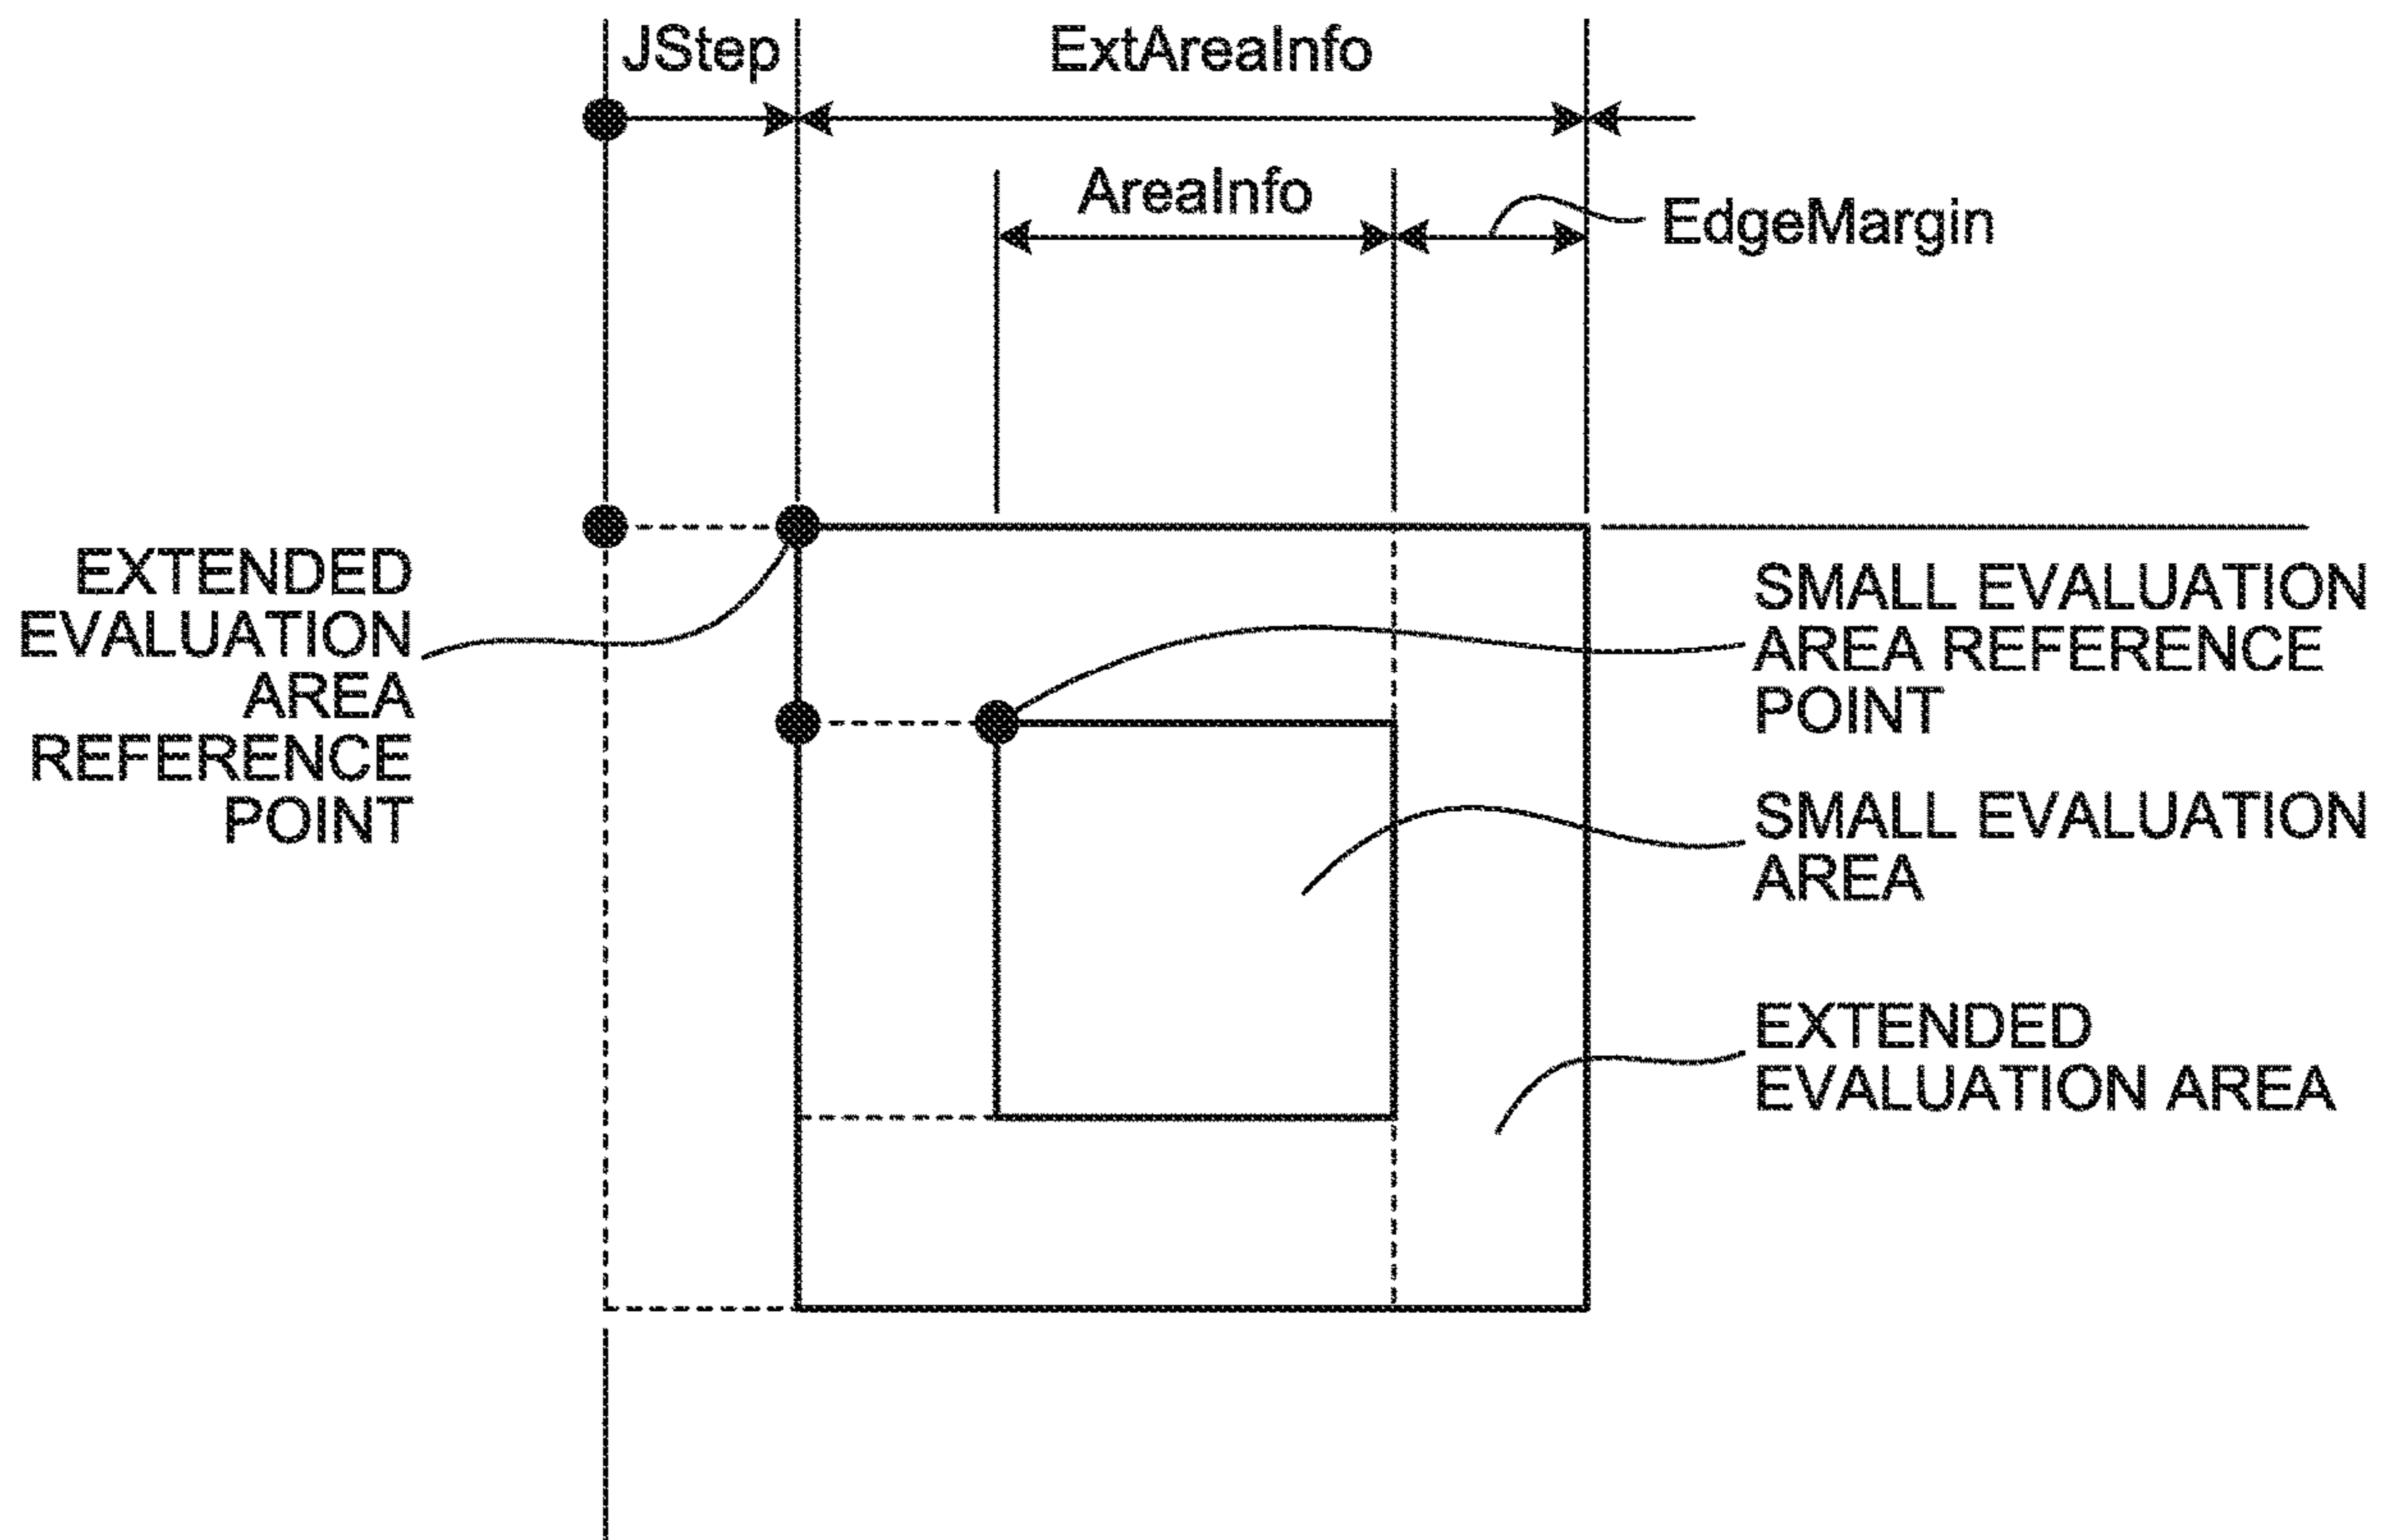 JStep
ExtAreaInfo
AreaInfo
EdgeMargin
EXTENDED
EVALUATION
AREA
REFERENCE
POINT
SMALL EVALUATION
AREA REFERENCE
POINT
SMALL EVALUATION
AREA
EXTENDED
EVALUATION AREA